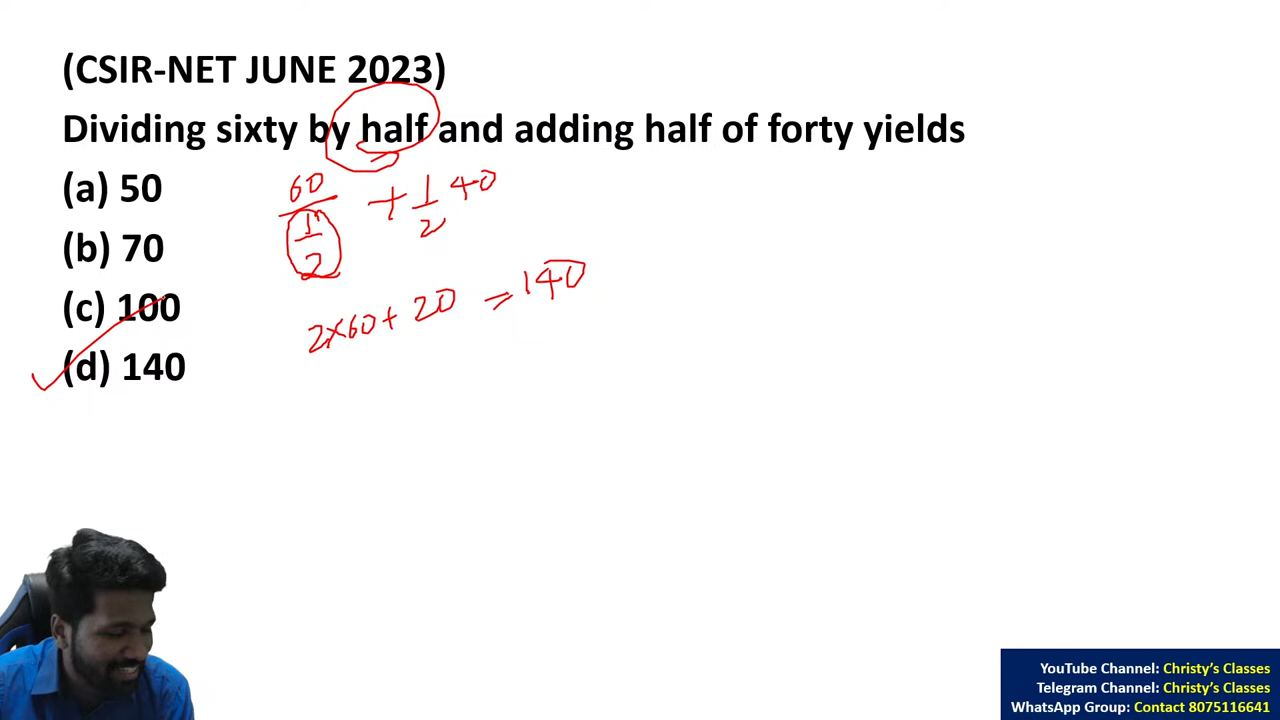 (CSIR-NET JUNE 2023)
Dividing sixty by half and adding half of forty yields
(a) 50
(b) 70
(c) 100
(d) 140
60/(1/2) + 1/2 40
2×60+ 20 = 140
YouTube Channel: Christy's Classes
Telegram Channel: Christy's Classes
WhatsApp Group: Contact 8075116641